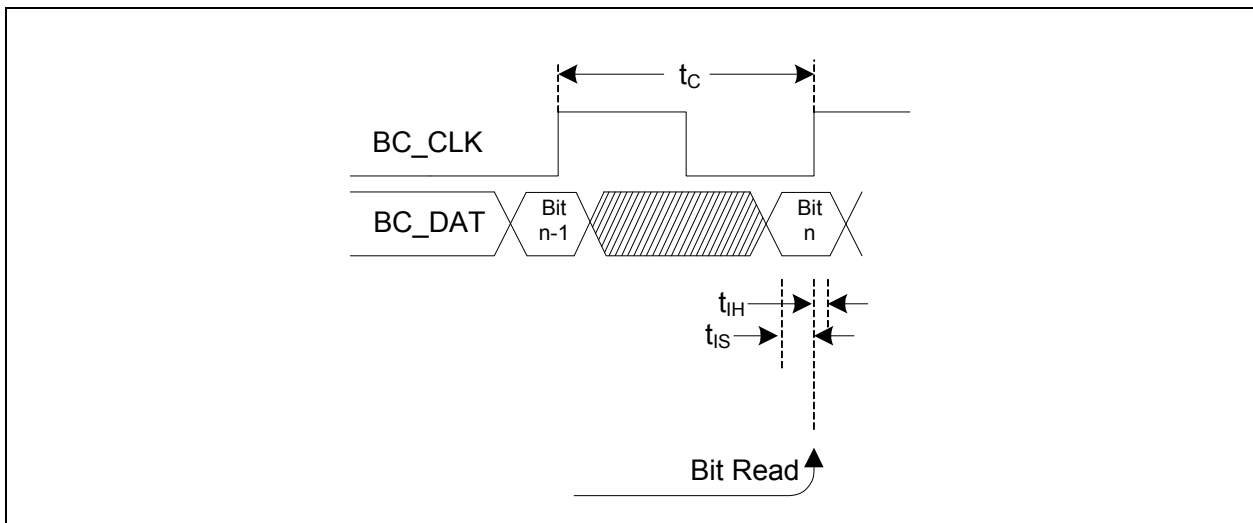 tC
BC_CLK
BC_DAT
Bit
n-1
Bit
n
tIH
tIS
Bit Read